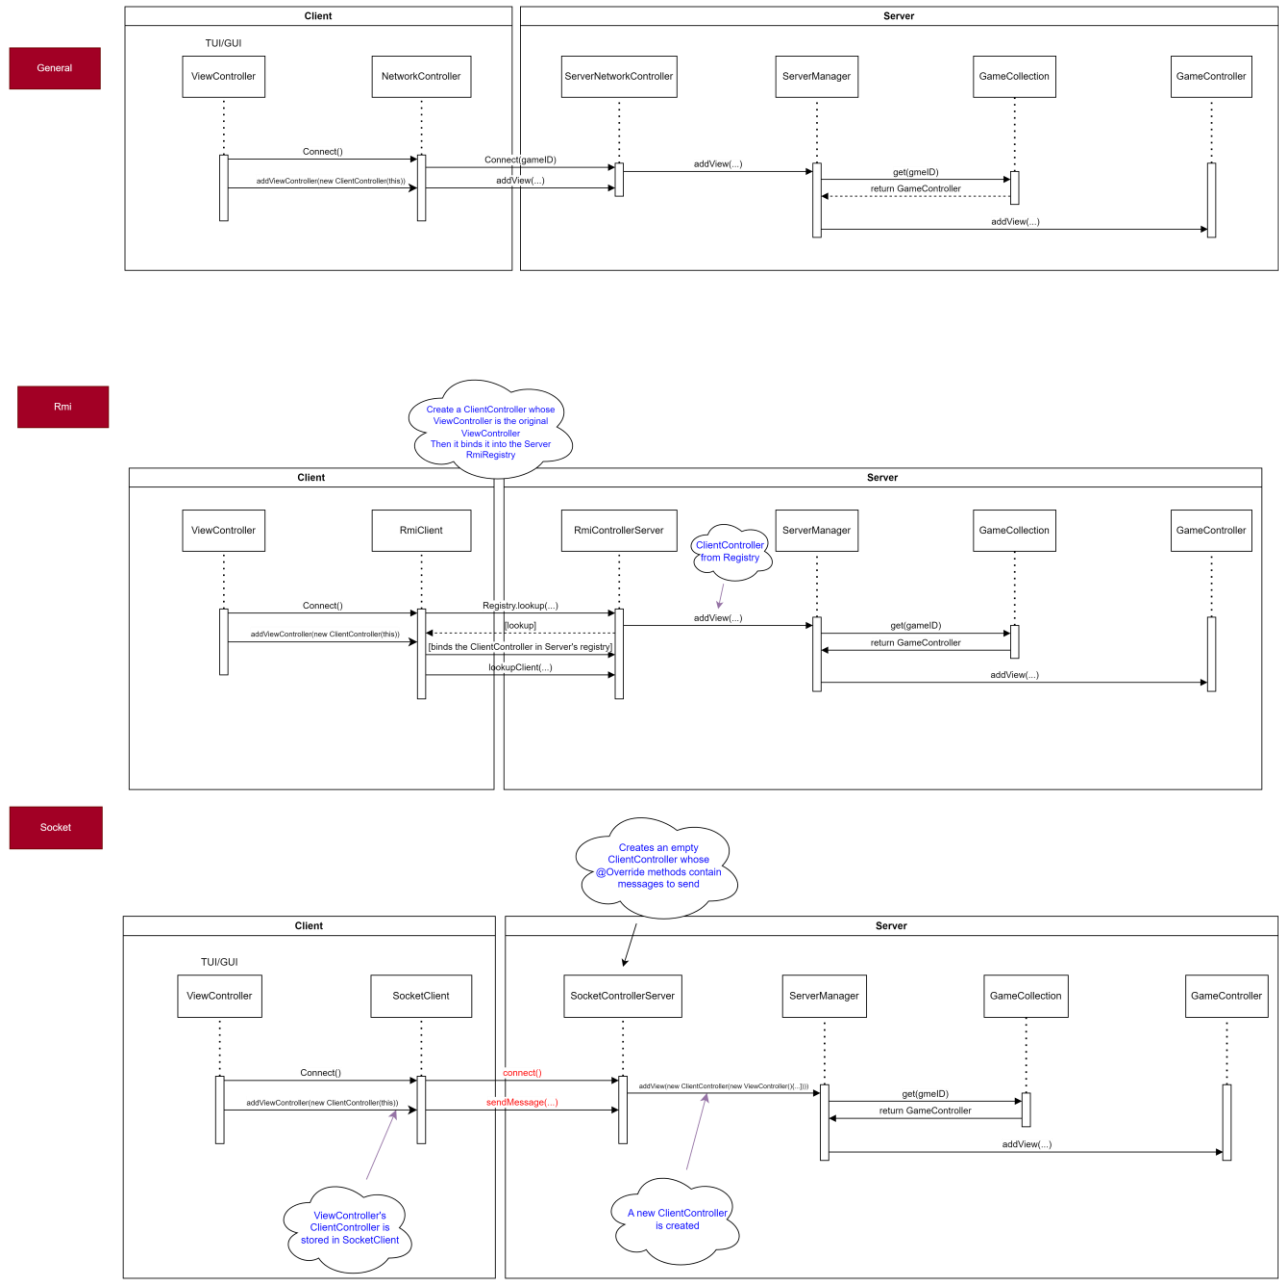 General
Client
Server
TUI/GUI
ViewController
NetworkController
ServerNetworkController
ServerManager
GameCollection
GameController
Connect()
Connect(gameID)
addView(...)
get(gmeID)
addViewController(new ClientController(this))
addView(...)
return GameController
addView(...)
Rmi
Create a ClientController whose
ViewController is the original
ViewController
Then it binds it into the Server
RmiRegistry
Client
Server
ViewController
RmiClient
RmiControllerServer
ClientController
from Registry
ServerManager
GameCollection
GameController
Connect()
Registry.lookup(...)
addView(...)
[lookup]
get(gameID)
addViewController(new ClientController(this))
[binds the ClientController in Server's registry]
return GameController
lookupClient(...)
addView(...)
Socket
Creates an empty
ClientController whose
@Override methods contain
messages to send
Client
Server
TUI/GUI
ViewController
SocketClient
SocketControllerServer
ServerManager
GameCollection
GameController
Connect()
connect()
addView(new ClientController(new ViewController(){...}))
get(gmeID)
addViewController(new ClientController(this))
sendMessage(...)
return GameController
addView(...)
ViewController's
ClientController is
stored in SocketClient
A new ClientController
is created